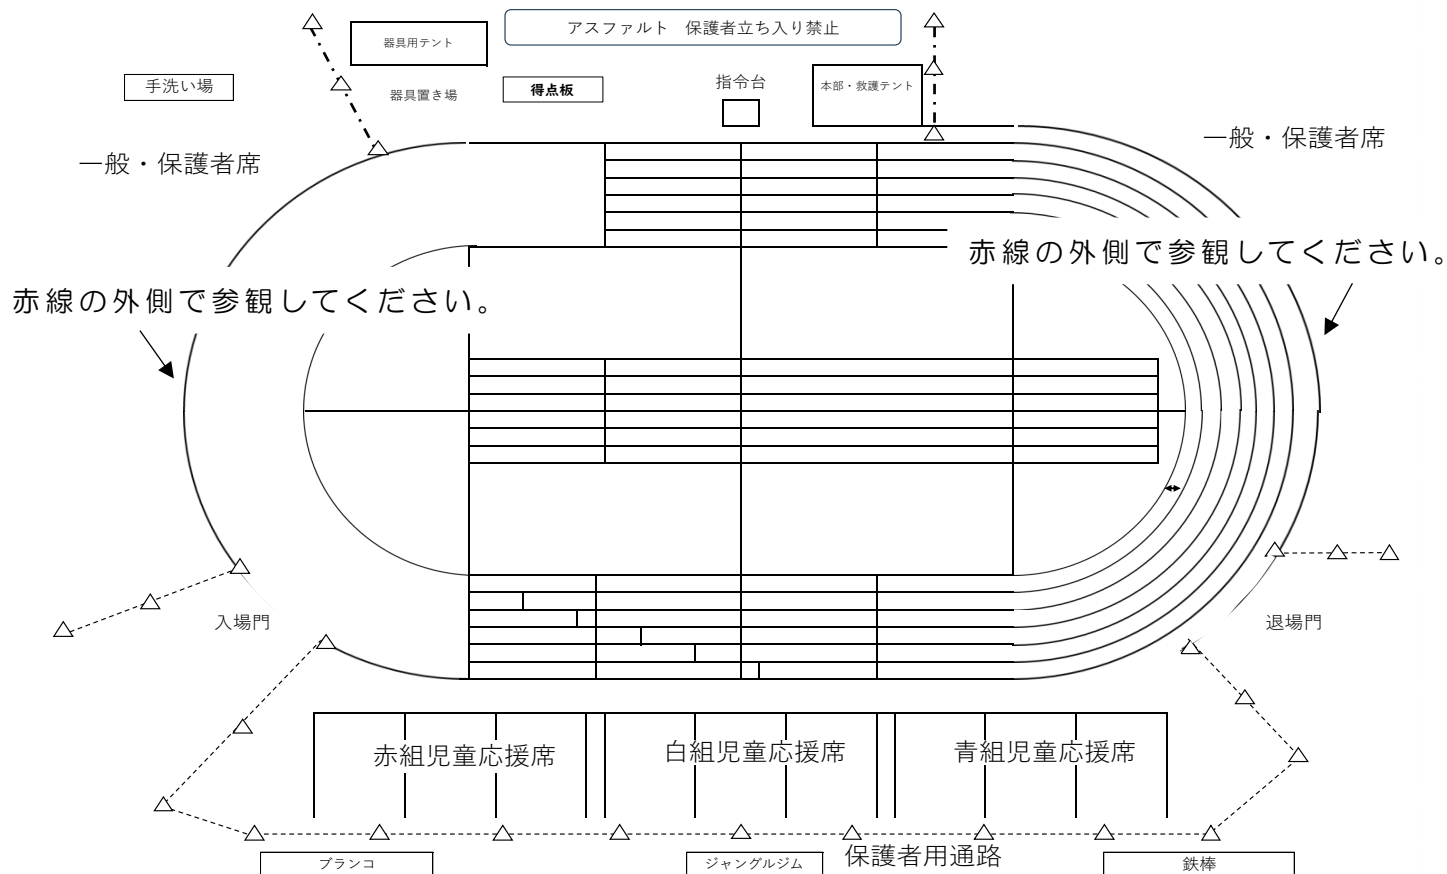 アスファルト　保護者立ち入り禁止
器具用テント
手洗い場
器具置き場
得点板
指令台
本部・救護テント
一般・保護者席
一般・保護者席
赤線の外側で参観してください。
赤線の外側で参観してください。
入場門
退場門
赤組児童応援席
白組児童応援席
青組児童応援席
ブランコ
ジャングルジム
保護者用通路
鉄棒